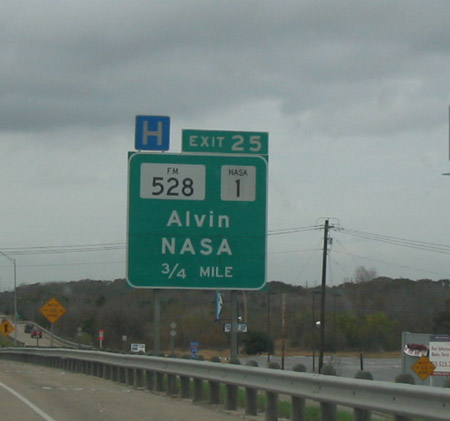 H
EXIT 25
FM NASA
528 1
Alvin
NASA
3/4 MILE